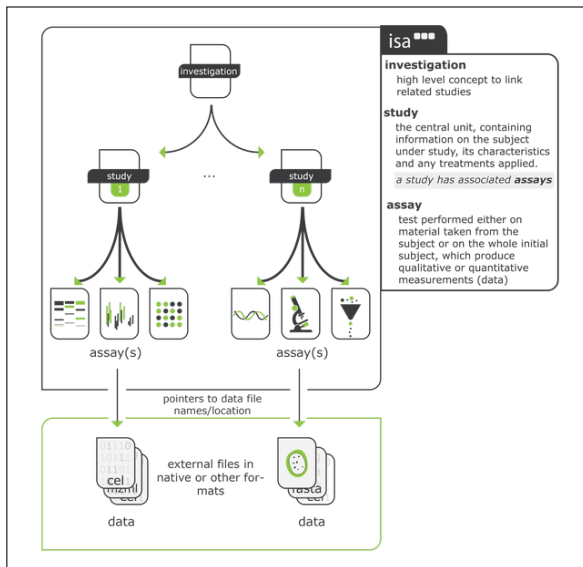 isa
investigation
investigation
high level concept to link
related studies
study
the central unit, containing
information on the subject
under study, its characteristics
and any treatments applied.
a study has associated assays
assay
test performed either on
material taken from the
subject or on the whole initial
subject, which produce
qualitative or quantitative
measurements (data)
study
1
...
study
n
assay(s)
assay(s)
pointers to data file
names/location
cel
external files in
native or other for-
mats
fasta
data
data